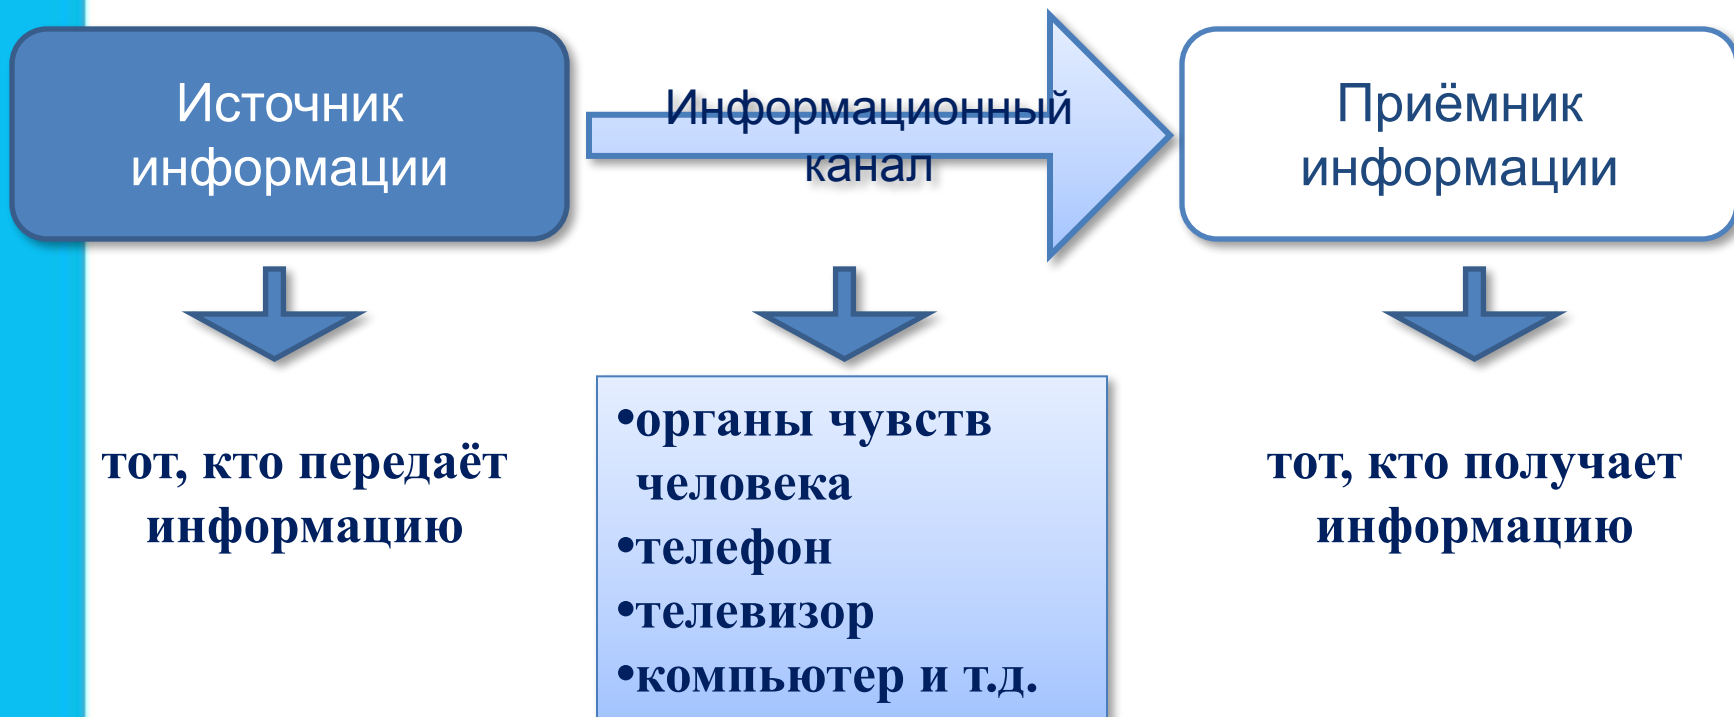 Источник
информации
Информационный
канал
Приёмник
информации
тот, кто передаёт
информацию
•органы чувств
человека
•телефон
•телевизор
•компьютер и т.д.
тот, кто получает
информацию